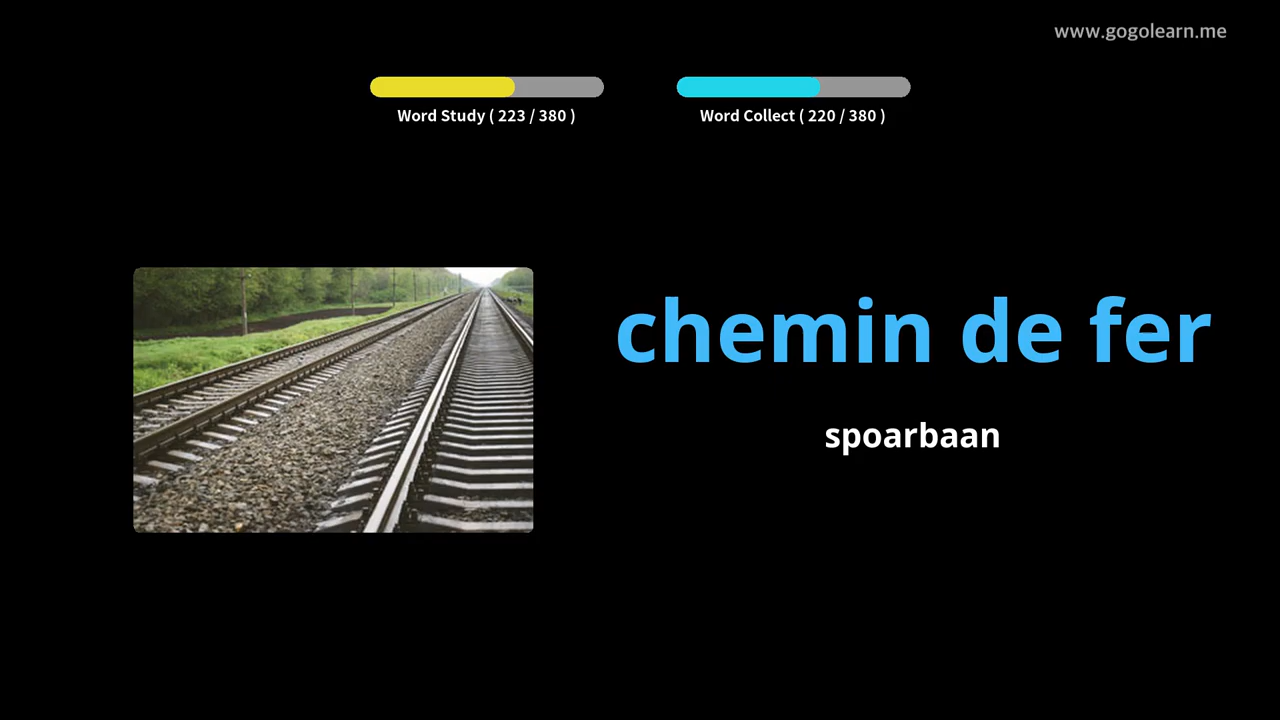 www.gogolearn.me
Word Study ( 223 / 380 )
Word Collect ( 220 / 380 )
chemin de fer
spoarbaan